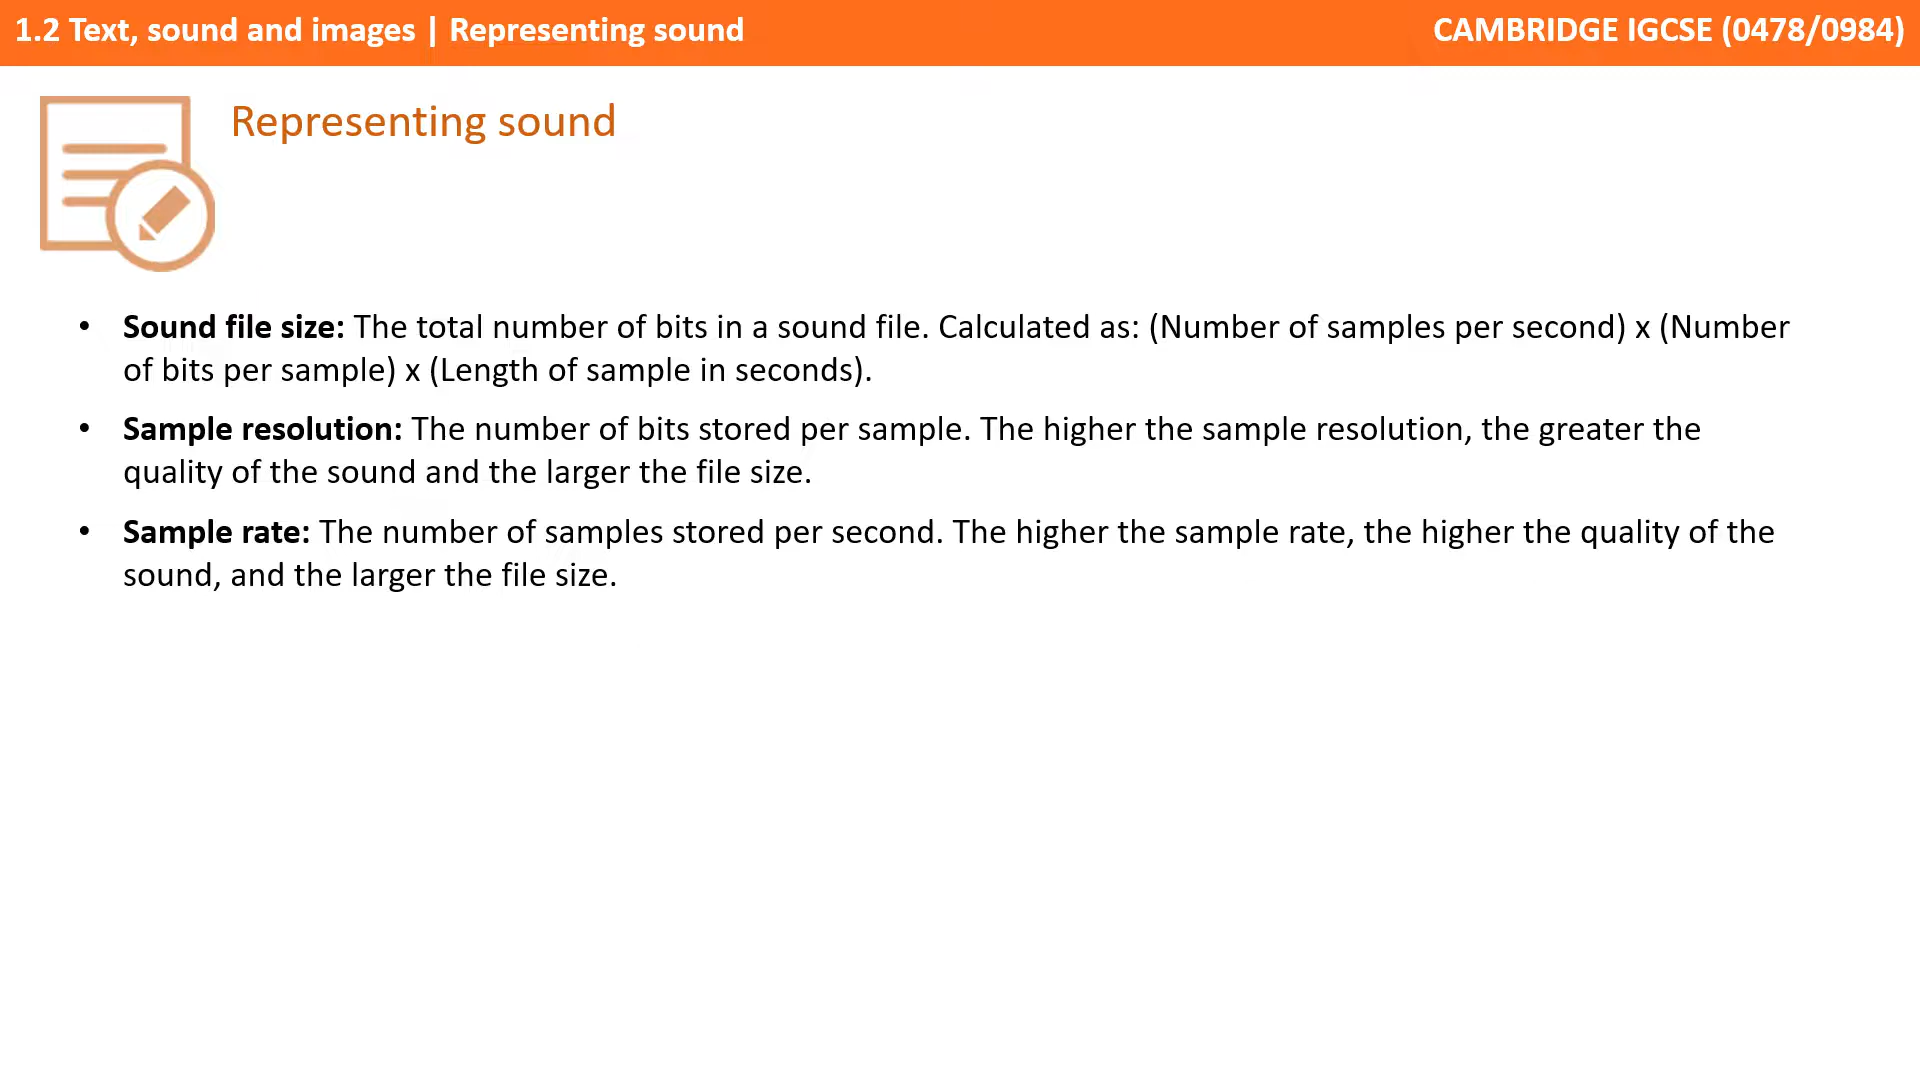 1.2 Text, sound and images | Representing sound
CAMBRIDGE IGCSE (0478/0984)
Representing sound
• Sound file size: The total number of bits in a sound file. Calculated as: (Number of samples per second) x (Number
of bits per sample) x (Length of sample in seconds).
• Sample resolution: The number of bits stored per sample. The higher the sample resolution, the greater the
quality of the sound and the larger the file size.
• Sample rate: The number of samples stored per second. The higher the sample rate, the higher the quality of the
sound, and the larger the file size.